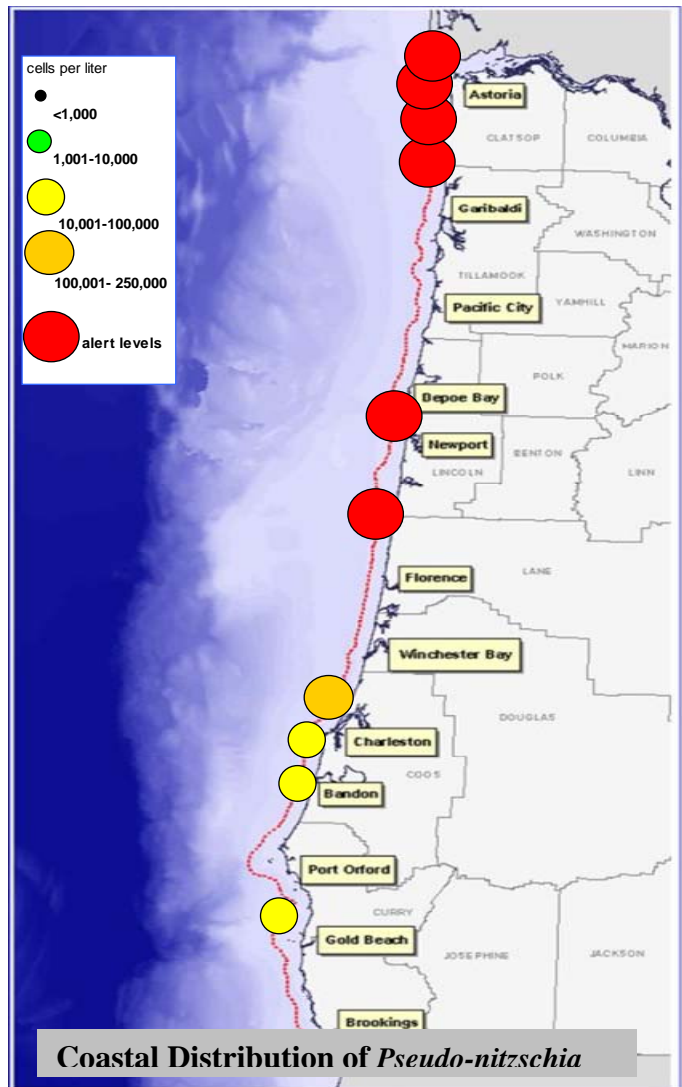 cells per liter
<1,000
1,001-10,000
10,001-100,000
100,001- 250,000
alert levels
Astoria
CLATSOP
COLUMBIA
Garibaldi
WASHINGTON
TILLAMOOK
Pacific City
YAMHILL
MARION
POLK
Depoe Bay
Newport
LINCOLN
BENTON
LINN
Florence
LANE
Winchester Bay
DOUGLAS
Charleston
COOS
Bandon
Port Orford
CURRY
Gold Beach
JOSEPHINE
JACKSON
Brookings
Coastal Distribution of Pseudo-nitzschia